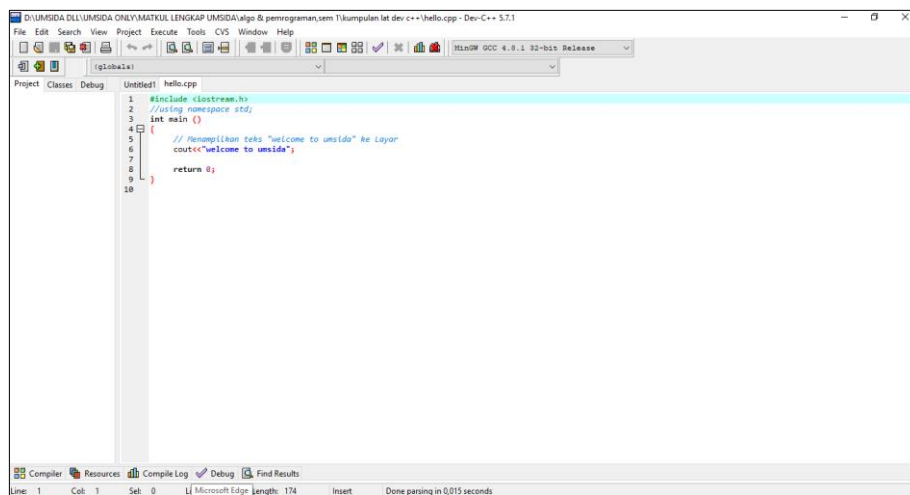 D:\UMSIDA DLL\UMSIDA ONLY\MATKUL LENGKAP UMSIDA\algo & pemrograman,sem 1\kumpulan lat dev c++\hello.cpp - Dev-C++ 5.7.1
File Edit Search View Project Execute Tools CVS Window Help
MinGW GCC 4.8.1 32-bit Release
(globals)
Project Classes Debug Untitled1 hello.cpp
1 #include <iostream.h>
2 //using namespace std;
3 int main ()
4 {
5 // Menampilkan teks "welcome to umsida" ke Layar
6 cout<<"welcome to umsida";
7
8 return 0;
9 }
10
Compiler Resources Compile Log Debug Find Results
Line: 1 Col: 1 Sel: 0 Microsoft Edge Length: 174 Insert Done parsing in 0,015 seconds